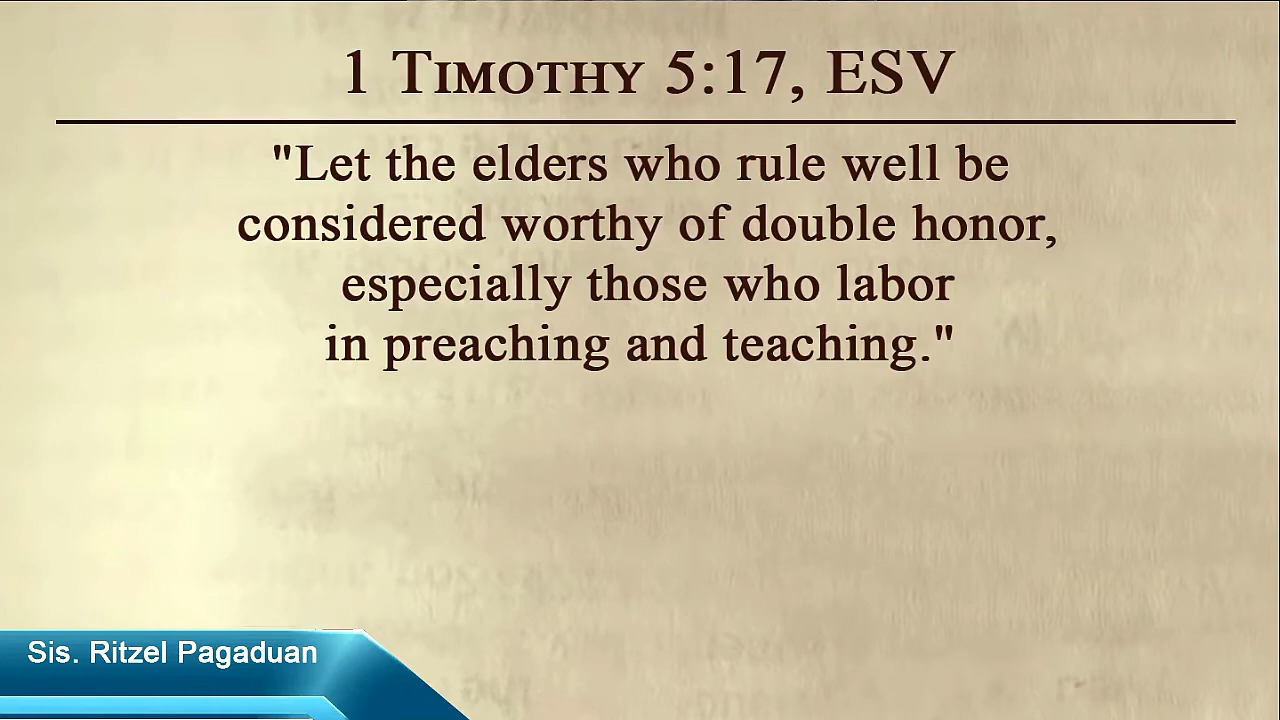 1 Timothy 5:17, ESV
"Let the elders who rule well be
considered worthy of double honor,
especially those who labor
in preaching and teaching."
Sis. Ritzel Pagaduan